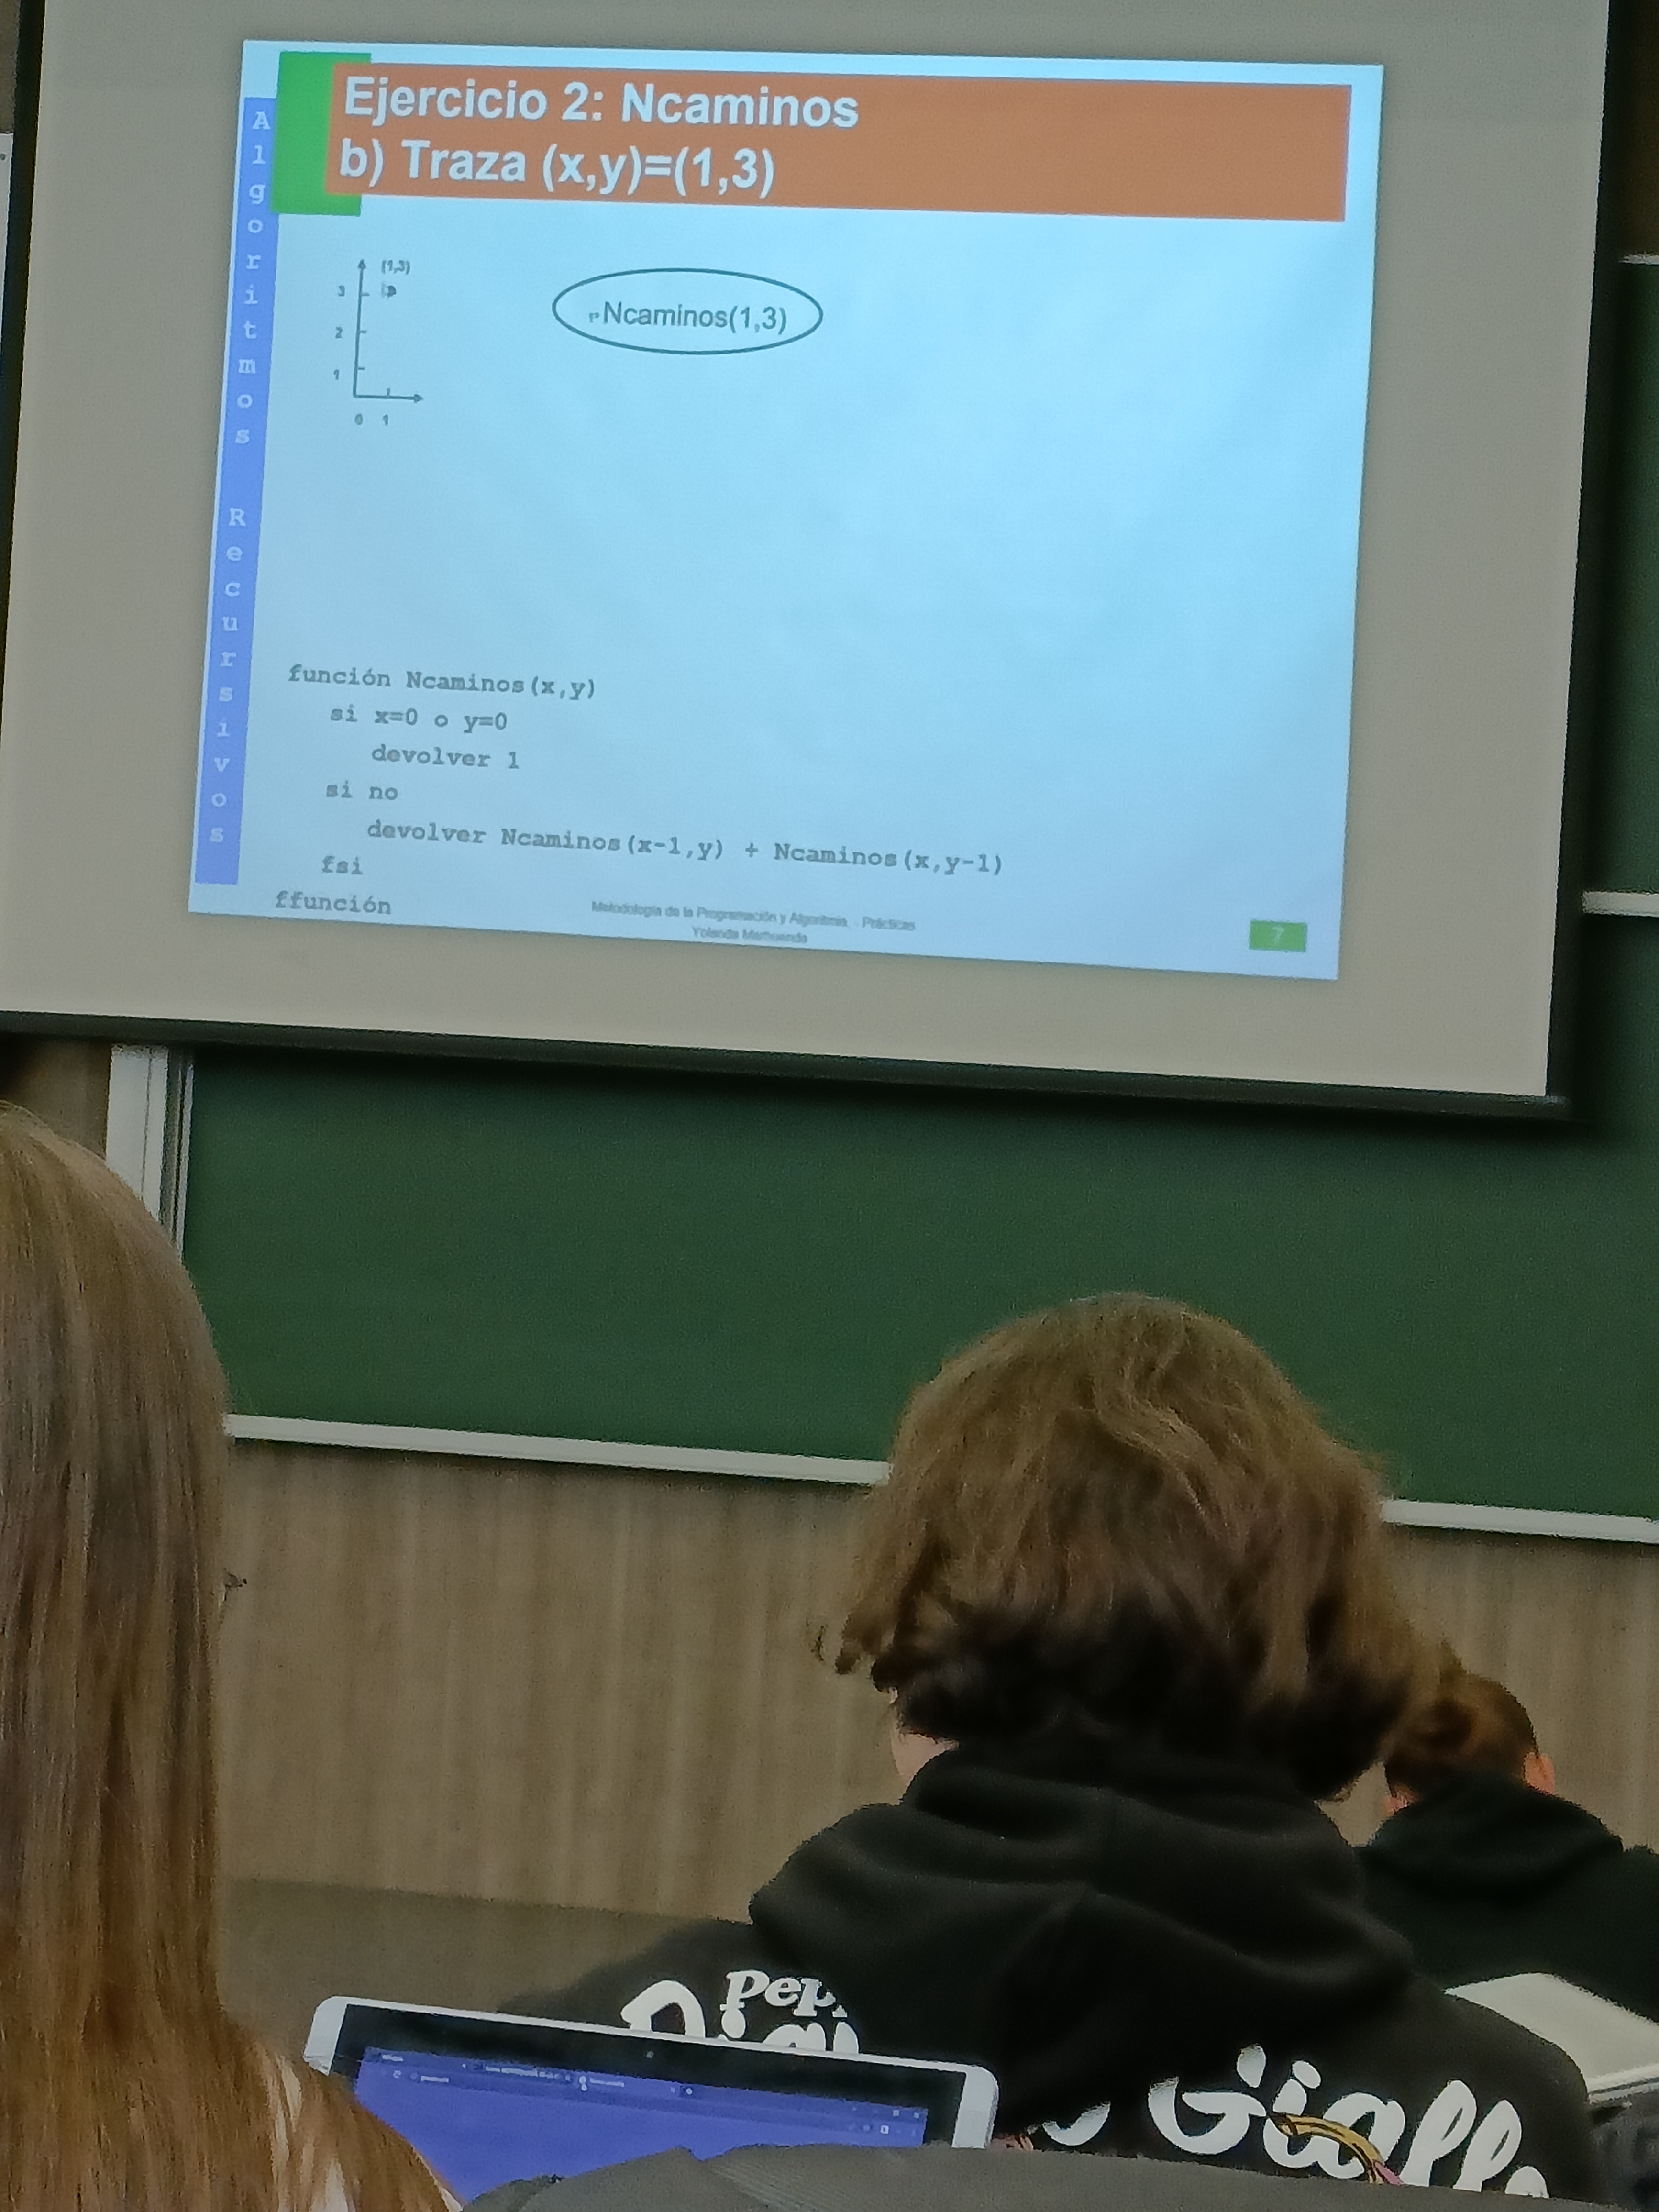 Ejercicio 2: Ncaminos
b) Traza (x,y)=(1,3)
Algoritmos Recursivos
(1,3)
3
2
1
0 1
Ncaminos(1,3)
función Ncaminos(x,y)
si x=0 o y=0
devolver 1
si no
devolver Ncaminos(x-1,y) + Ncaminos(x,y-1)
fsi
ffunción
Metodología de la Programación y Algoritmia. Prácticas
Yolanda Marhuenda
7